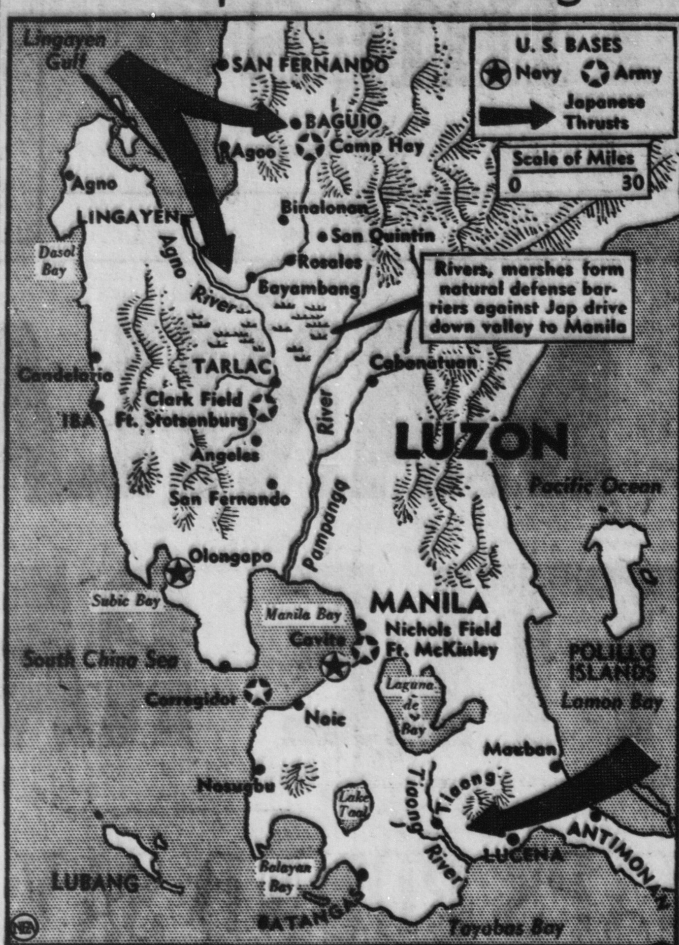 Lingayen
Gulf
SAN FERNANDO
U. S. BASES
Navy Army
Japanese
Thrusts
Scale of Miles
0 30
BAGUIO
Camp Hay
Agoo
Agno
LINGAYEN
Binalonan
San Quintin
Dasol
Bay
Agno
River
Rosales
Bayambang
Rivers, marshes form
natural defense bar-
riers against Jap drive
down valley to Manila
Candelaria
TARLAC
Cabanatuan
Clark Field
Ft. Stotsenburg
IBA
River
LUZON
Angeles
San Fernando
Pampanga
Pacific Ocean
Olongapo
Subic Bay
Manila Bay
MANILA
Cavite
Nichols Field
Ft. McKinley
South China Sea
POLILLO
ISLANDS
Lamon Bay
Corregidor
Laguna
de
Bay
Naic
Mauban
Nasugbu
Tiaong
Tiaong
River
Lake
Taal
LUCENA
ANTIMONAN
LUBANG
Balayan
Bay
BATANGAS
Tayabas Bay
NEA